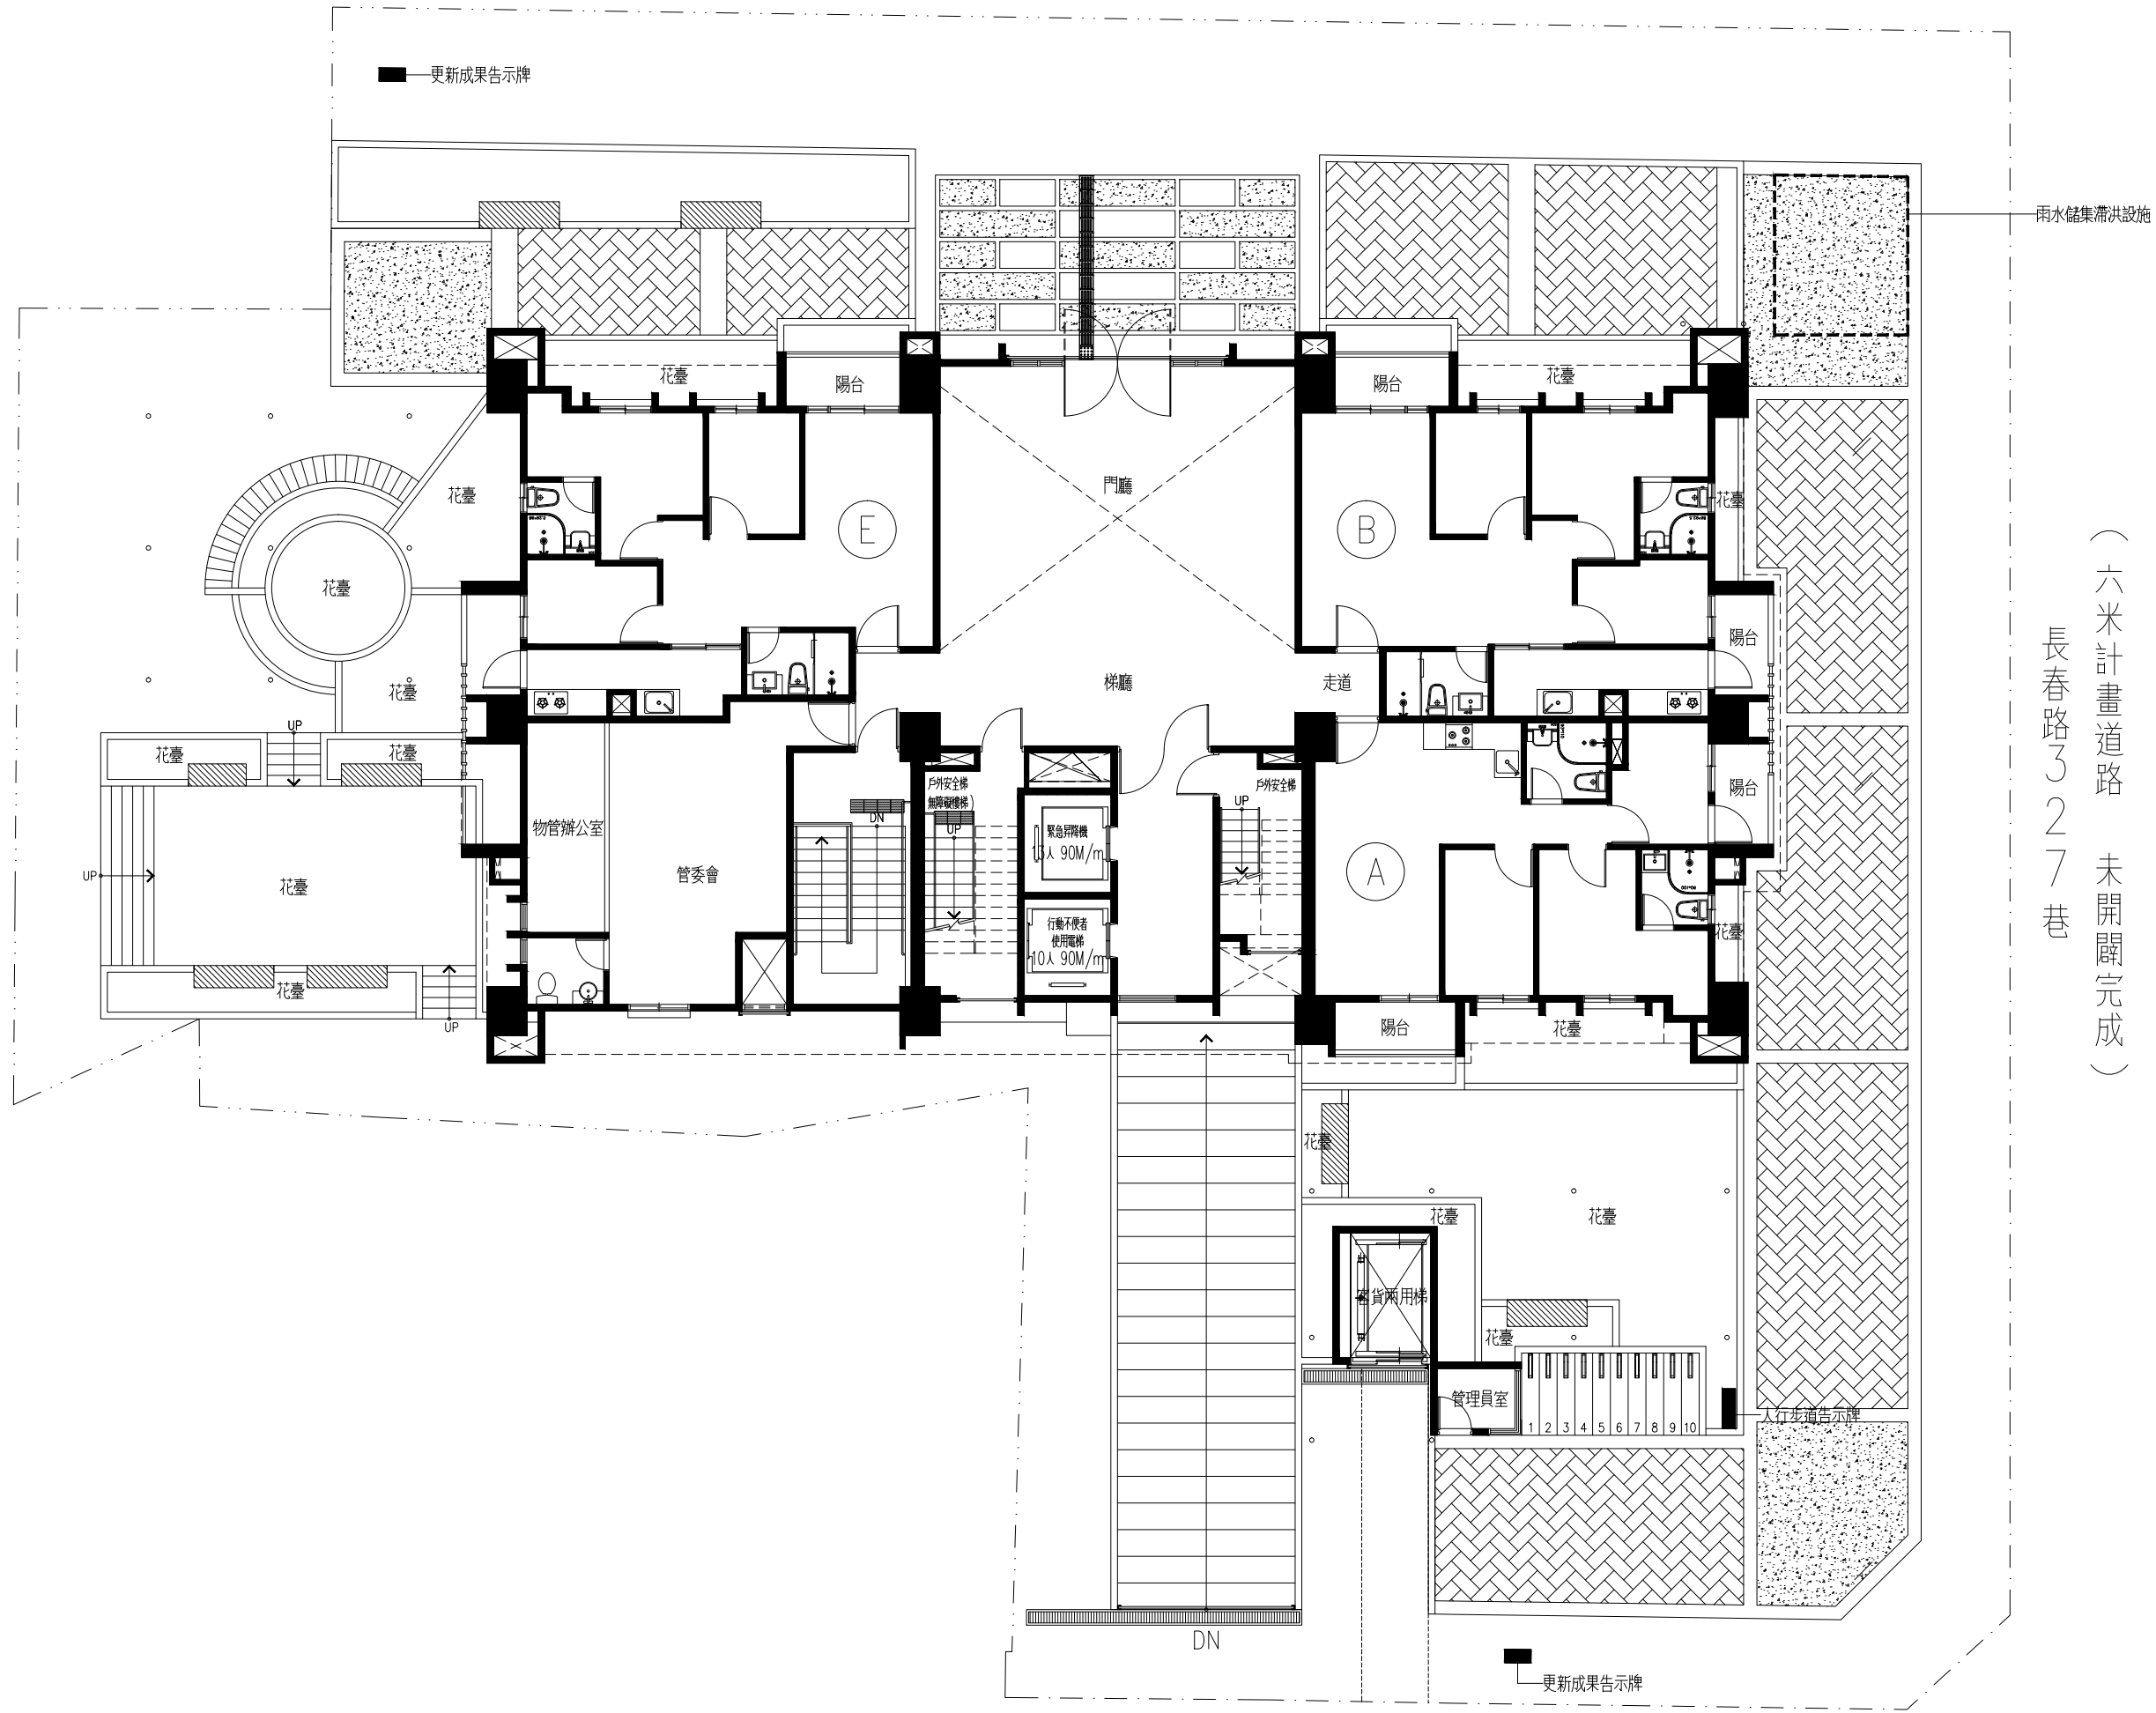 更新成果告示牌
雨水儲集滯洪設施
花臺
陽台
陽台
花臺
門廳
花臺
花臺
E
B
花臺
陽台
花臺
梯廳
走道
UP
花臺
花臺
陽台
戶外安全梯
無障礙樓梯)
戶外安全梯
UP
DN
UP
物管辦公室
緊急昇降機
13人 90M/m
管委會
A
UP
花臺
行動不便者
使用電梯
10人 90M/m
花臺
花臺
UP
陽台
花臺
花臺
花臺
花臺
客貨兩用梯
花臺
管理員室
1 2 3 4 5 6 7 8 9 10
人行步道告示牌
DN
更新成果告示牌
(六米計畫道路 未開闢完成)
長春路327巷